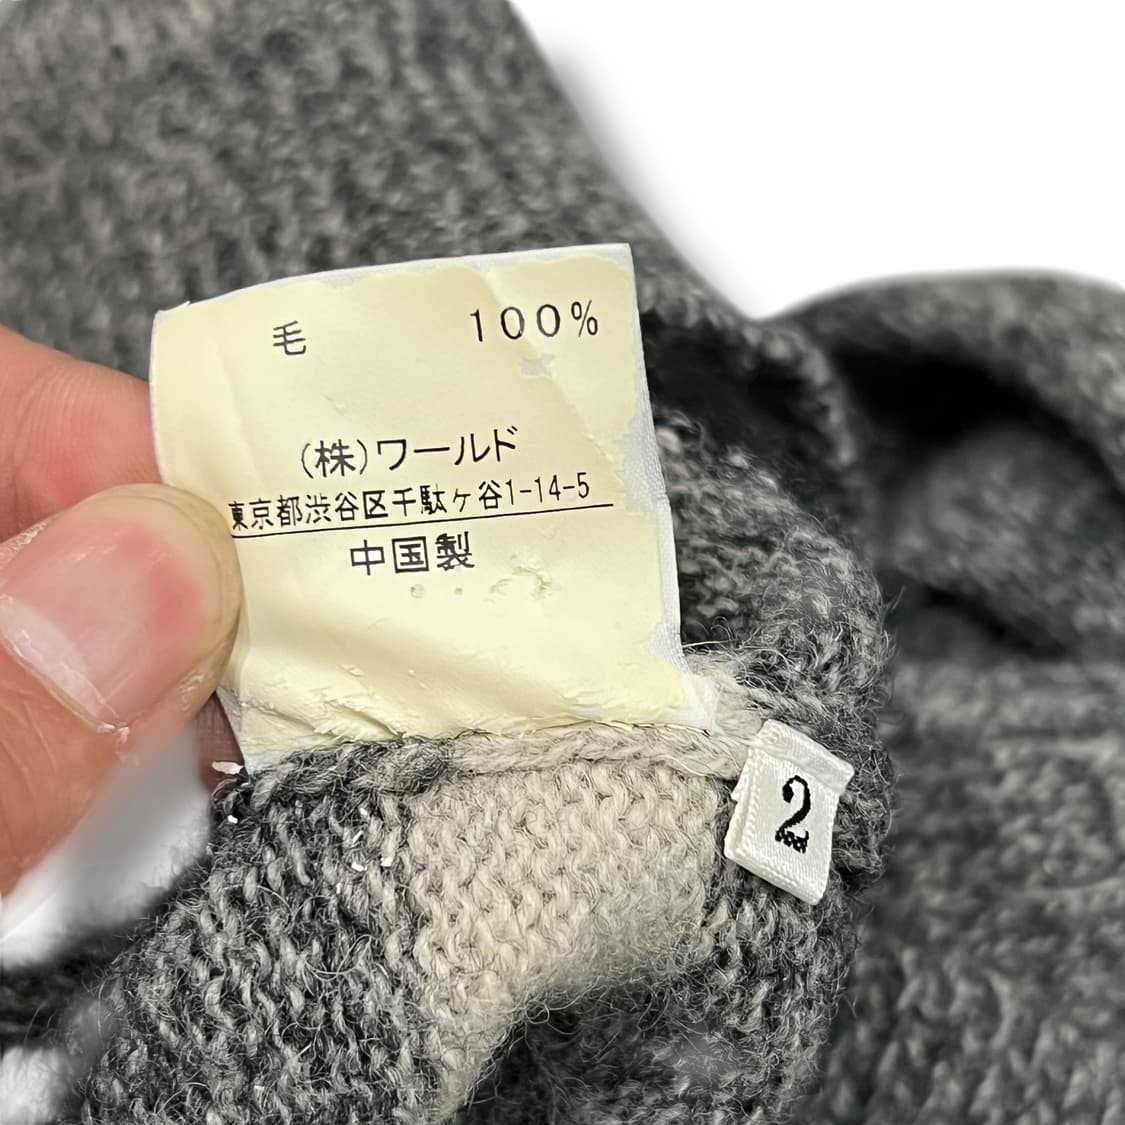 毛 100%
(株)ワールド
東京都渋谷区千駄ヶ谷1-14-5
中国製
2